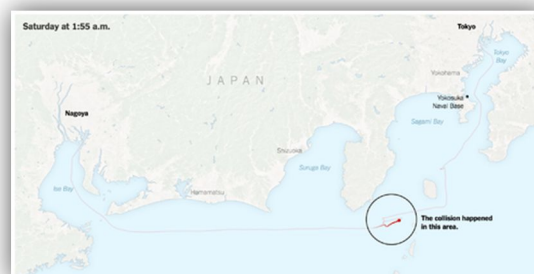 Saturday at 1:55 a.m.
Tokyo
Tokyo
Bay
JAPAN
Yokohama
Yokosuka
Naval Base
Nagoya
Sagami Bay
Shizuoka
Suruga Bay
Ise Bay
Hamamatsu
The collision happened
in this area.